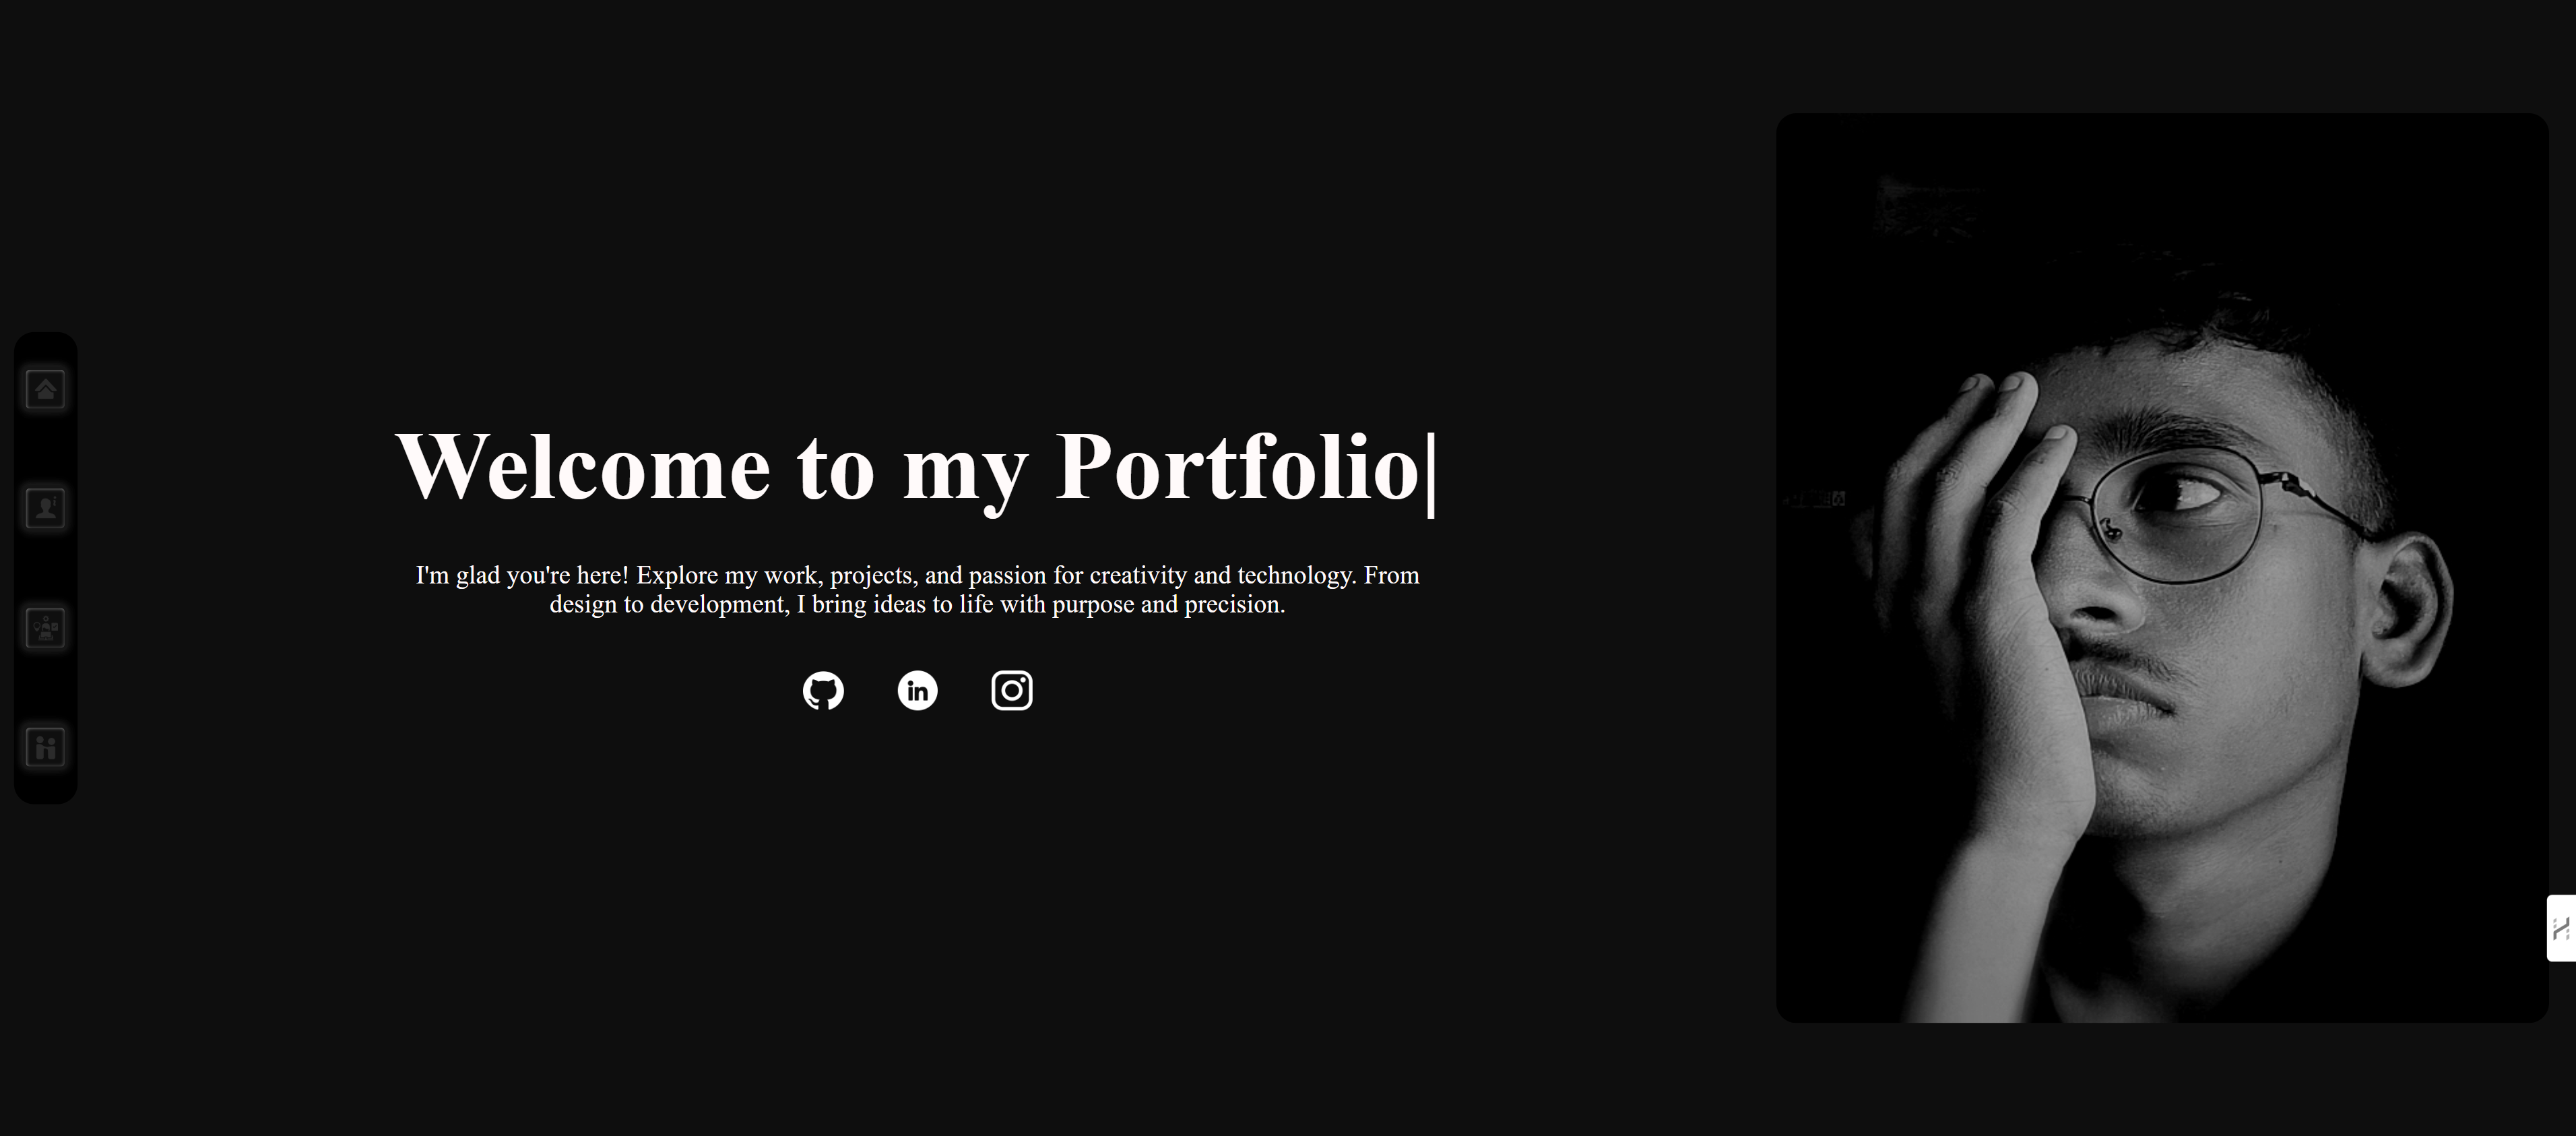 Welcome to my Portfolio|
I'm glad you're here! Explore my work, projects, and passion for creativity and technology. From
design to development, I bring ideas to life with purpose and precision.
in